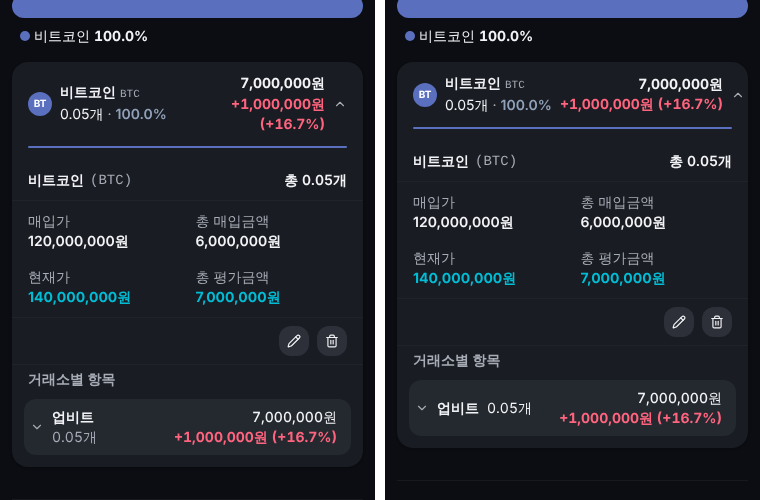 비트코인 100.0%
BT 비트코인 BTC 7,000,000원
0.05개 · 100.0% +1,000,000원
(+16.7%)
비트코인 (BTC) 총 0.05개
매입가 총 매입금액
120,000,000원 6,000,000원
현재가 총 평가금액
140,000,000원 7,000,000원
거래소별 항목
업비트 7,000,000원
0.05개 +1,000,000원 (+16.7%)
비트코인 100.0%
BT 비트코인 BTC 7,000,000원
0.05개 · 100.0% +1,000,000원 (+16.7%)
비트코인 (BTC) 총 0.05개
매입가 총 매입금액
120,000,000원 6,000,000원
현재가 총 평가금액
140,000,000원 7,000,000원
거래소별 항목
업비트 0.05개 7,000,000원
+1,000,000원 (+16.7%)